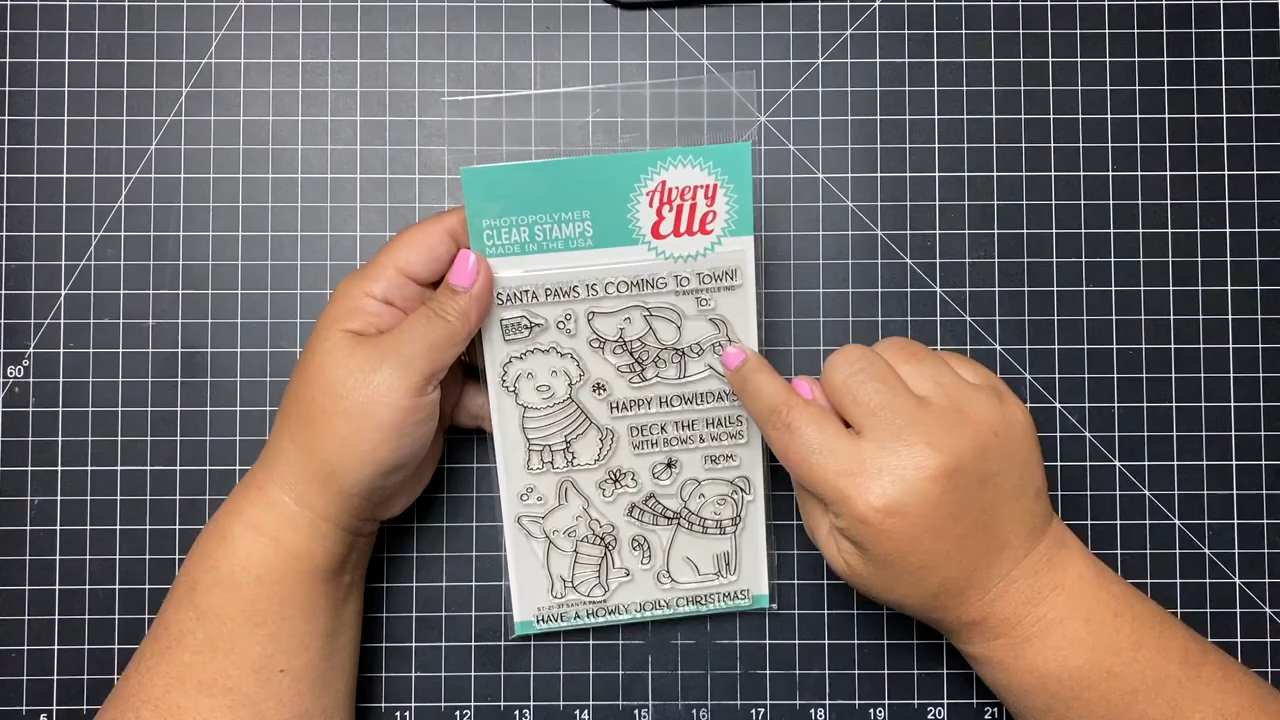 PHOTOPOLYMER
CLEAR STAMPS
MADE IN THE USA
Avery
Elle
SANTA PAWS IS COMING TO TOWN!
© AVERY ELLE INC
TO:
HAPPY HOWLIDAYS
DECK THE HALLS
WITH BOWS & WOWS
FROM:
ST-21-37 SANTA PAWS
HAVE A HOWLY JOLLY CHRISTMAS!
60°
5
11
12
13
14
15
16
17
18
19
20
21